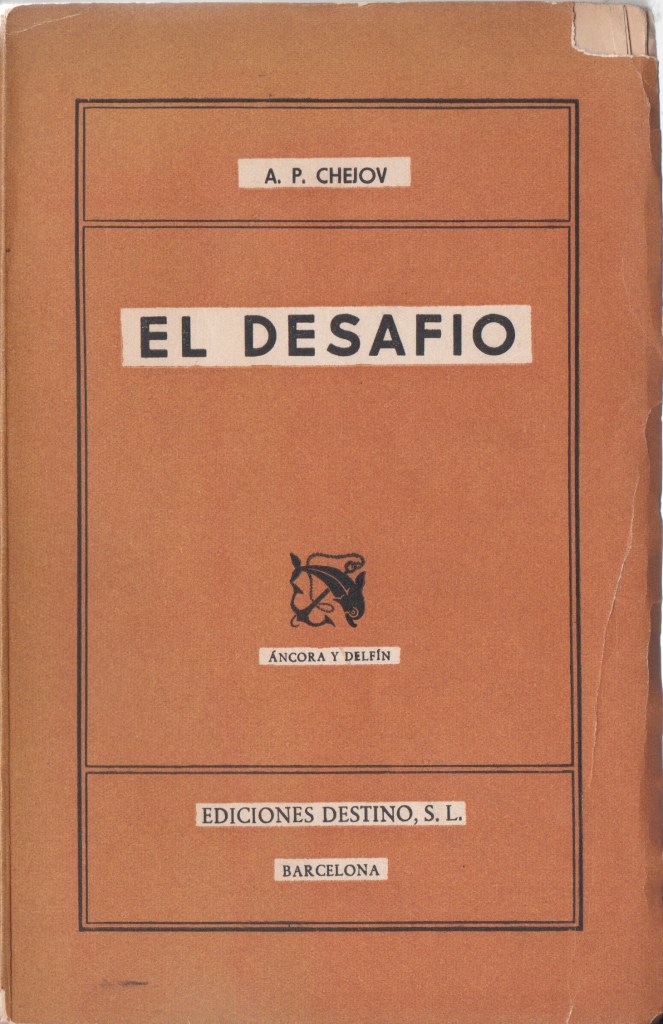 A. P. CHEJOV
EL DESAFIO
ÁNCORA Y DELFÍN
EDICIONES DESTINO, S. L.
BARCELONA